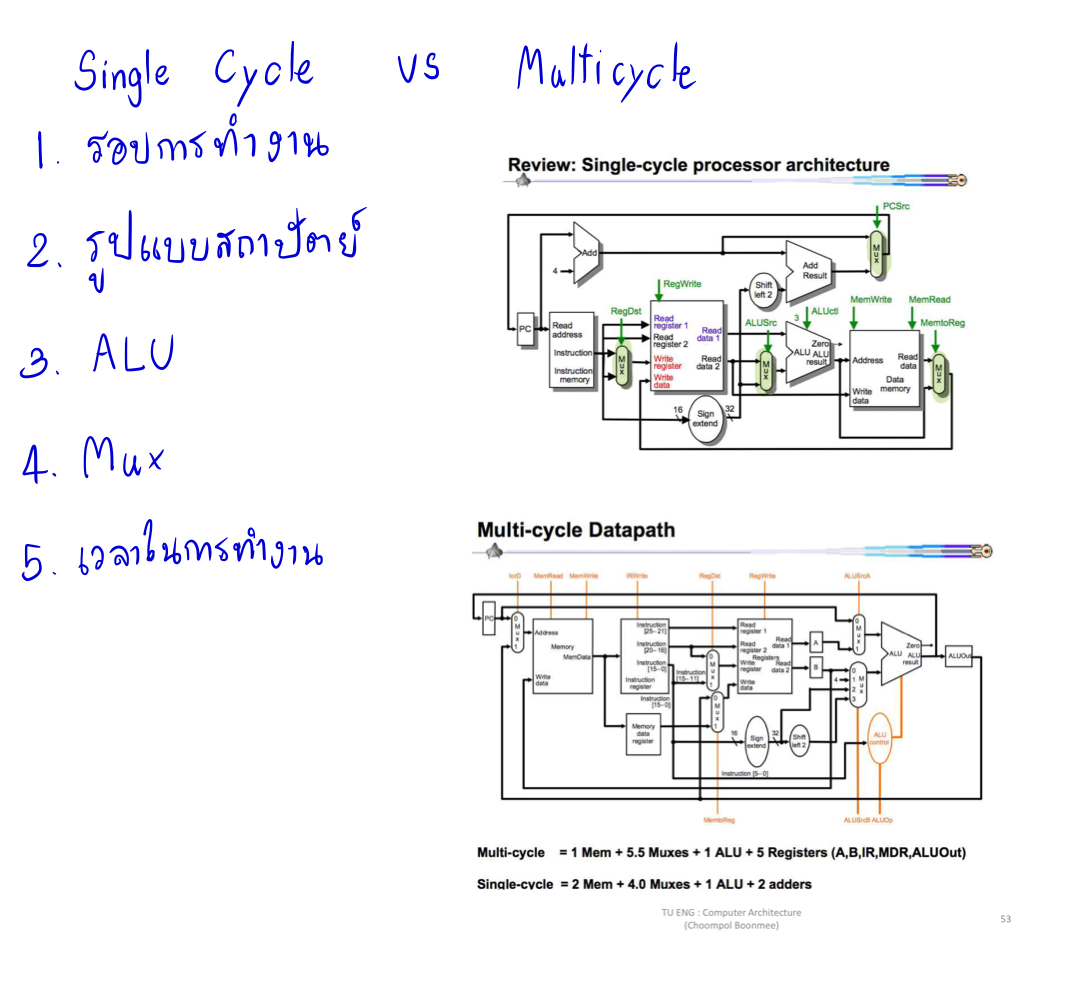 Single Cycle vs Multicycle
1. รอบการทำงาน
2. รูปแบบสถาปัตย์
3. ALU
4. Mux
5. เวลาในการทำงาน
Review: Single-cycle processor architecture
PCSrc
Add
4
Add
Result
M
u
x
Shift
left 2
RegWrite
RegDst
PC
Read
address
Instruction
Instruction
memory
M
u
x
Read
register 1
Read
register 2
Write
register
Write
data
Read
data 1
Read
data 2
ALUSrc
M
u
x
3 ALUctl
Zero
ALU ALU
result
MemWrite MemRead
MemtoReg
Address
Read
data
Data
memory
Write
data
M
u
x
16
Sign
extend
32
Multi-cycle Datapath
IorD MemRead MemWrite IRWrite RegDst RegWrite ALUSrcA
PC
0
M
u
x
1
Address
Memory
MemData
Write
data
Instruction
[25–21]
Instruction
[20–16]
Instruction
[15–0]
Instruction
register
Instruction
[15–0]
Memory
data
register
Instruction
[15–11]
0
M
u
x
1
0
M
u
x
1
Read
register 1
Read
register 2
Registers
Write
register
Write
data
Read
data 1
Read
data 2
A
B
0
M
u
x
1
4
0
1 M
u
2 x
3
Zero
ALU ALU
result
ALUOut
16
Sign
extend
32
Shift
left 2
ALU
control
Instruction [5–0]
MemtoReg
ALUSrcB ALUOp
Multi-cycle = 1 Mem + 5.5 Muxes + 1 ALU + 5 Registers (A,B,IR,MDR,ALUOut)
Single-cycle = 2 Mem + 4.0 Muxes + 1 ALU + 2 adders
TU ENG : Computer Architecture
(Choompol Boonmee)
53